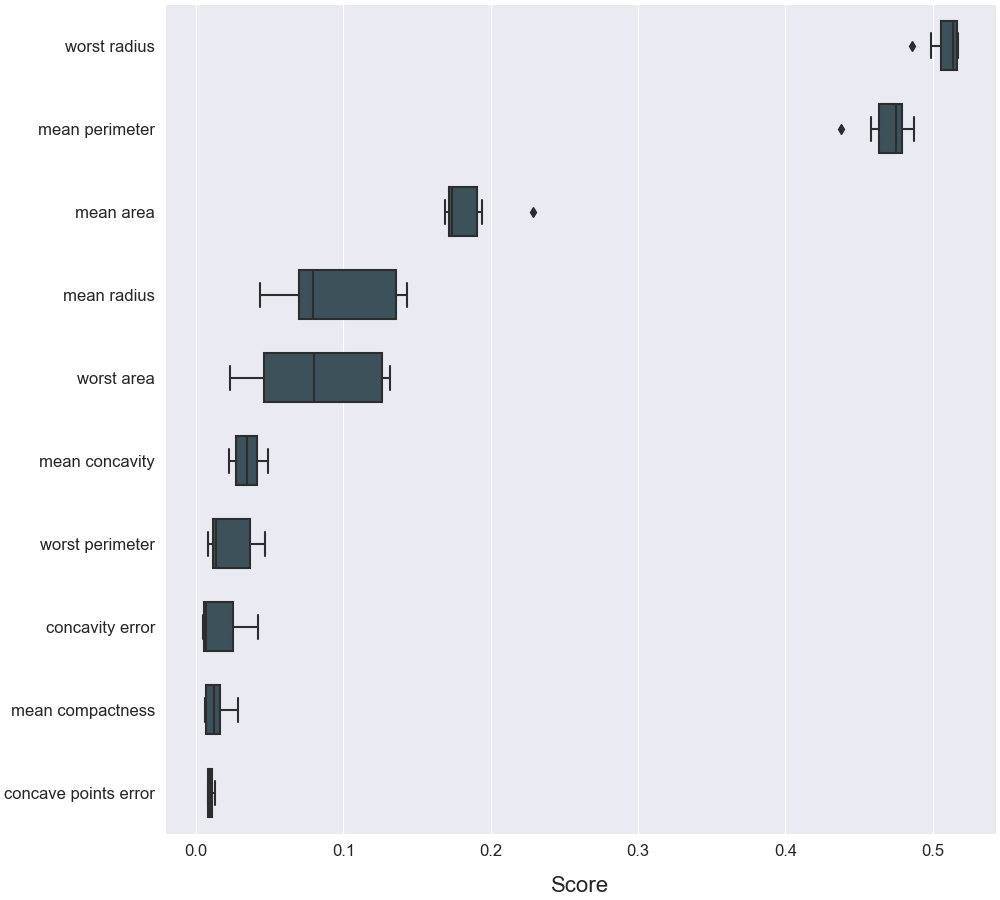 worst radius
mean perimeter
mean area
mean radius
worst area
mean concavity
worst perimeter
concavity error
mean compactness
concave points error
0.0 0.1 0.2 0.3 0.4 0.5
Score